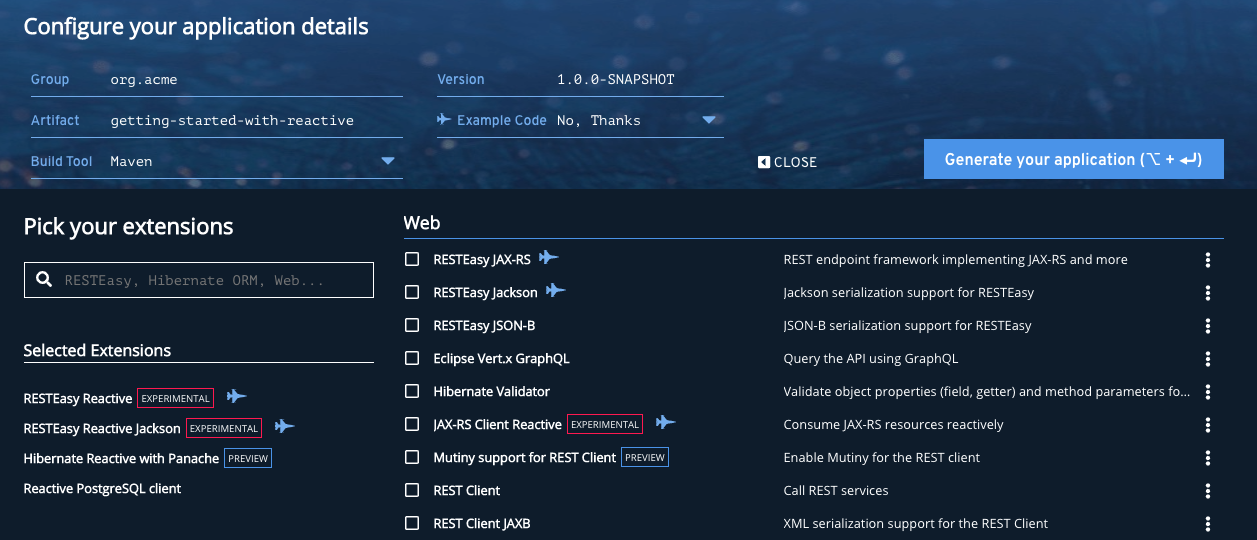 Configure your application details
Group org.acme
Version 1.0.0-SNAPSHOT
Artifact getting-started-with-reactive
Example Code No, Thanks
Build Tool Maven
CLOSE
Generate your application (⌥ + ↵)
Pick your extensions
RESTEasy, Hibernate ORM, Web...
Selected Extensions
RESTEasy Reactive EXPERIMENTAL
RESTEasy Reactive Jackson EXPERIMENTAL
Hibernate Reactive with Panache PREVIEW
Reactive PostgreSQL client
Web
RESTEasy JAX-RS REST endpoint framework implementing JAX-RS and more
RESTEasy Jackson Jackson serialization support for RESTEasy
RESTEasy JSON-B JSON-B serialization support for RESTEasy
Eclipse Vert.x GraphQL Query the API using GraphQL
Hibernate Validator Validate object properties (field, getter) and method parameters fo...
JAX-RS Client Reactive EXPERIMENTAL Consume JAX-RS resources reactively
Mutiny support for REST Client PREVIEW Enable Mutiny for the REST client
REST Client Call REST services
REST Client JAXB XML serialization support for the REST Client